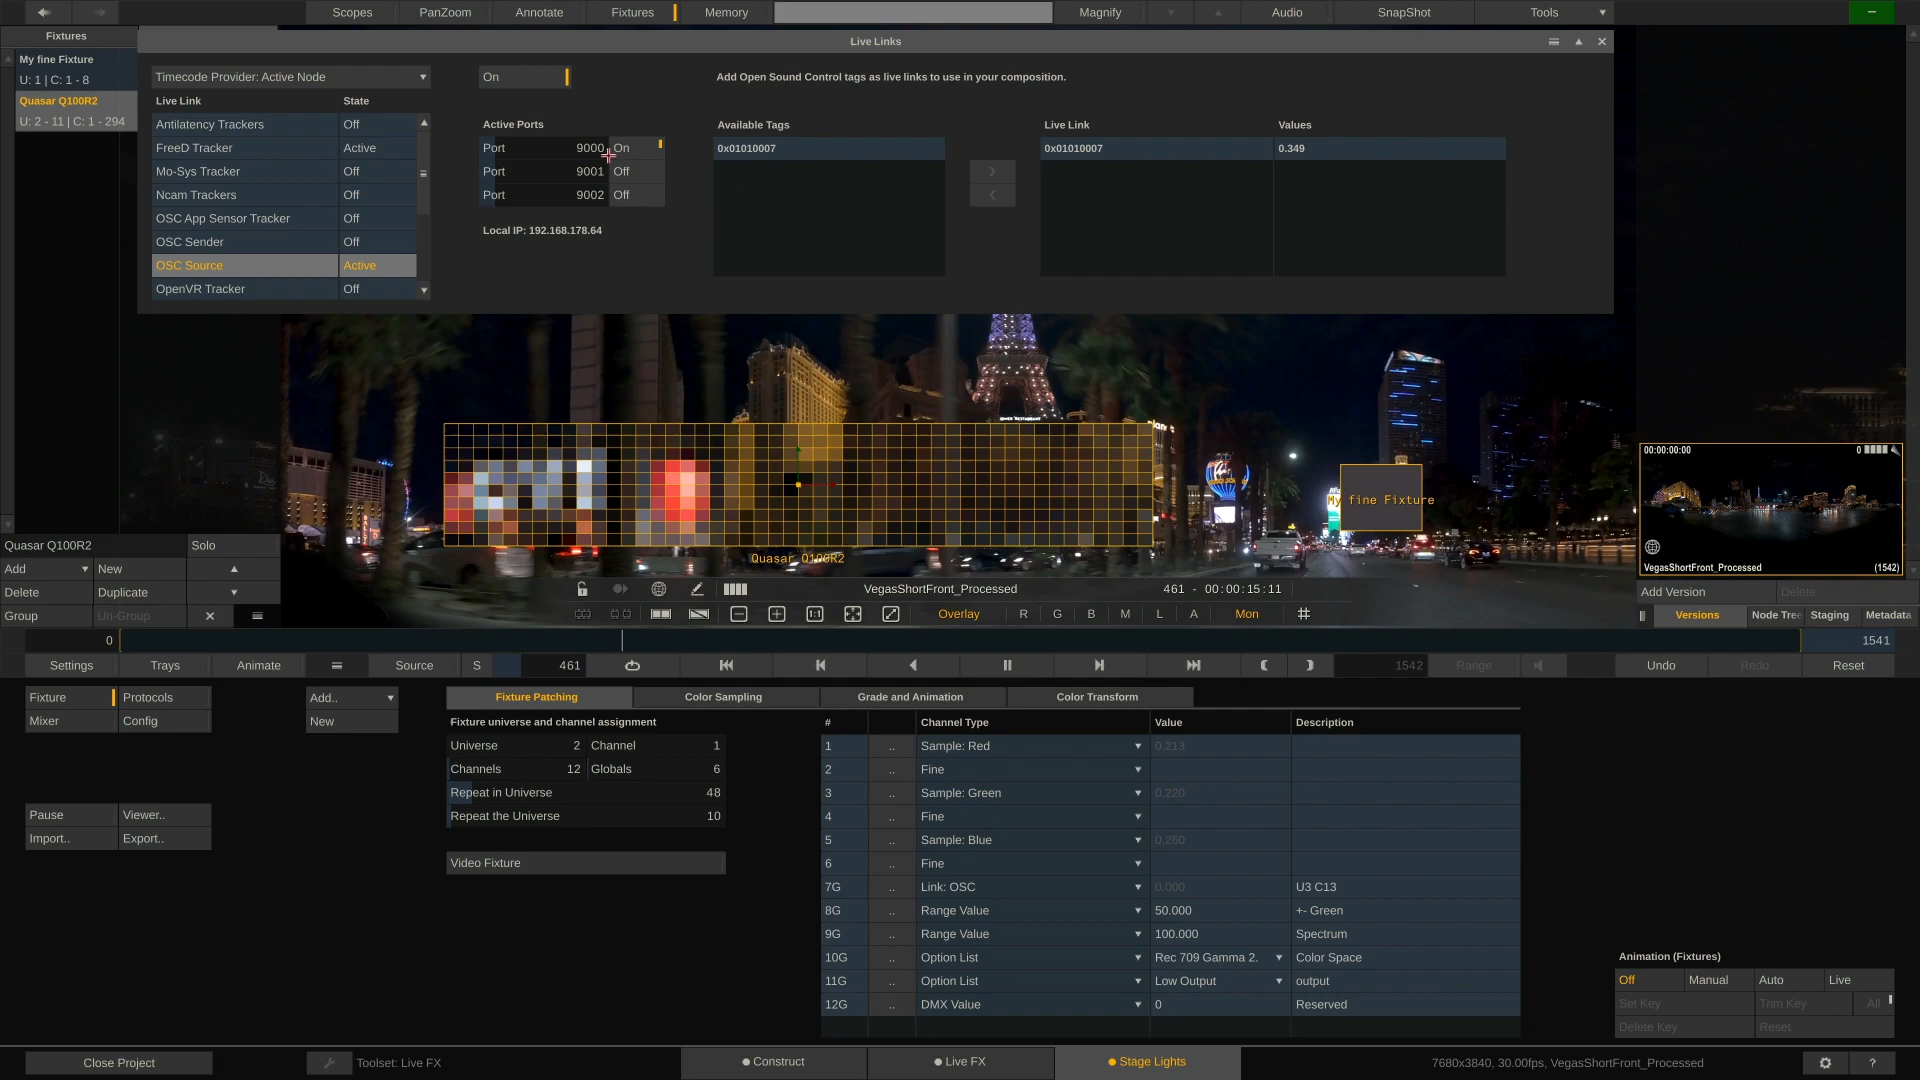 Scopes PanZoom Annotate Fixtures Memory Magnify Audio SnapShot Tools
Fixtures
Live Links
My fine Fixture
U: 1 | C: 1 - 8
Quasar Q100R2
U: 2 - 11 | C: 1 - 294
Timecode Provider: Active Node On Add Open Sound Control tags as live links to use in your composition.
Live Link State
Antilatency Trackers Off
FreeD Tracker Active
Mo-Sys Tracker Off
Ncam Trackers Off
OSC App Sensor Tracker Off
OSC Sender Off
OSC Source Active
OpenVR Tracker Off
Active Ports
Port 9000 On
Port 9001 Off
Port 9002 Off
Local IP: 192.168.178.64
Available Tags
0x01010007
Live Link Values
0x01010007 0.349
My fine Fixture
Quasar Q100R2
00:00:00:00 0
VegasShortFront_Processed (1542)
Quasar Q100R2 Solo
Add New
Delete Duplicate
Group Un-Group
VegasShortFront_Processed 461 - 00:00:15:11
1:1 Overlay R G B M L A Mon
Add Version Delete
Versions Node Tree Staging Metadata
0 1541
Settings Trays Animate Source S 461 1542 Range Undo Redo Reset
Fixture Protocols
Mixer Config
Pause Viewer..
Import.. Export..
Add..
New
Fixture Patching Color Sampling Grade and Animation Color Transform
Fixture universe and channel assignment
Universe 2 Channel 1
Channels 12 Globals 6
Repeat in Universe 48
Repeat the Universe 10
Video Fixture
# Channel Type Value Description
1 .. Sample: Red 0.213
2 .. Fine
3 .. Sample: Green 0.220
4 .. Fine
5 .. Sample: Blue 0.260
6 .. Fine
7G .. Link: OSC 0.000 U3 C13
8G .. Range Value 50.000 +- Green
9G .. Range Value 100.000 Spectrum
10G .. Option List Rec 709 Gamma 2. Color Space
11G .. Option List Low Output output
12G .. DMX Value 0 Reserved
Animation (Fixtures)
Off Manual Auto Live
Set Key Trim Key All
Delete Key Reset
Close Project Toolset: Live FX Construct Live FX Stage Lights 7680x3840, 30.00fps, VegasShortFront_Processed ?